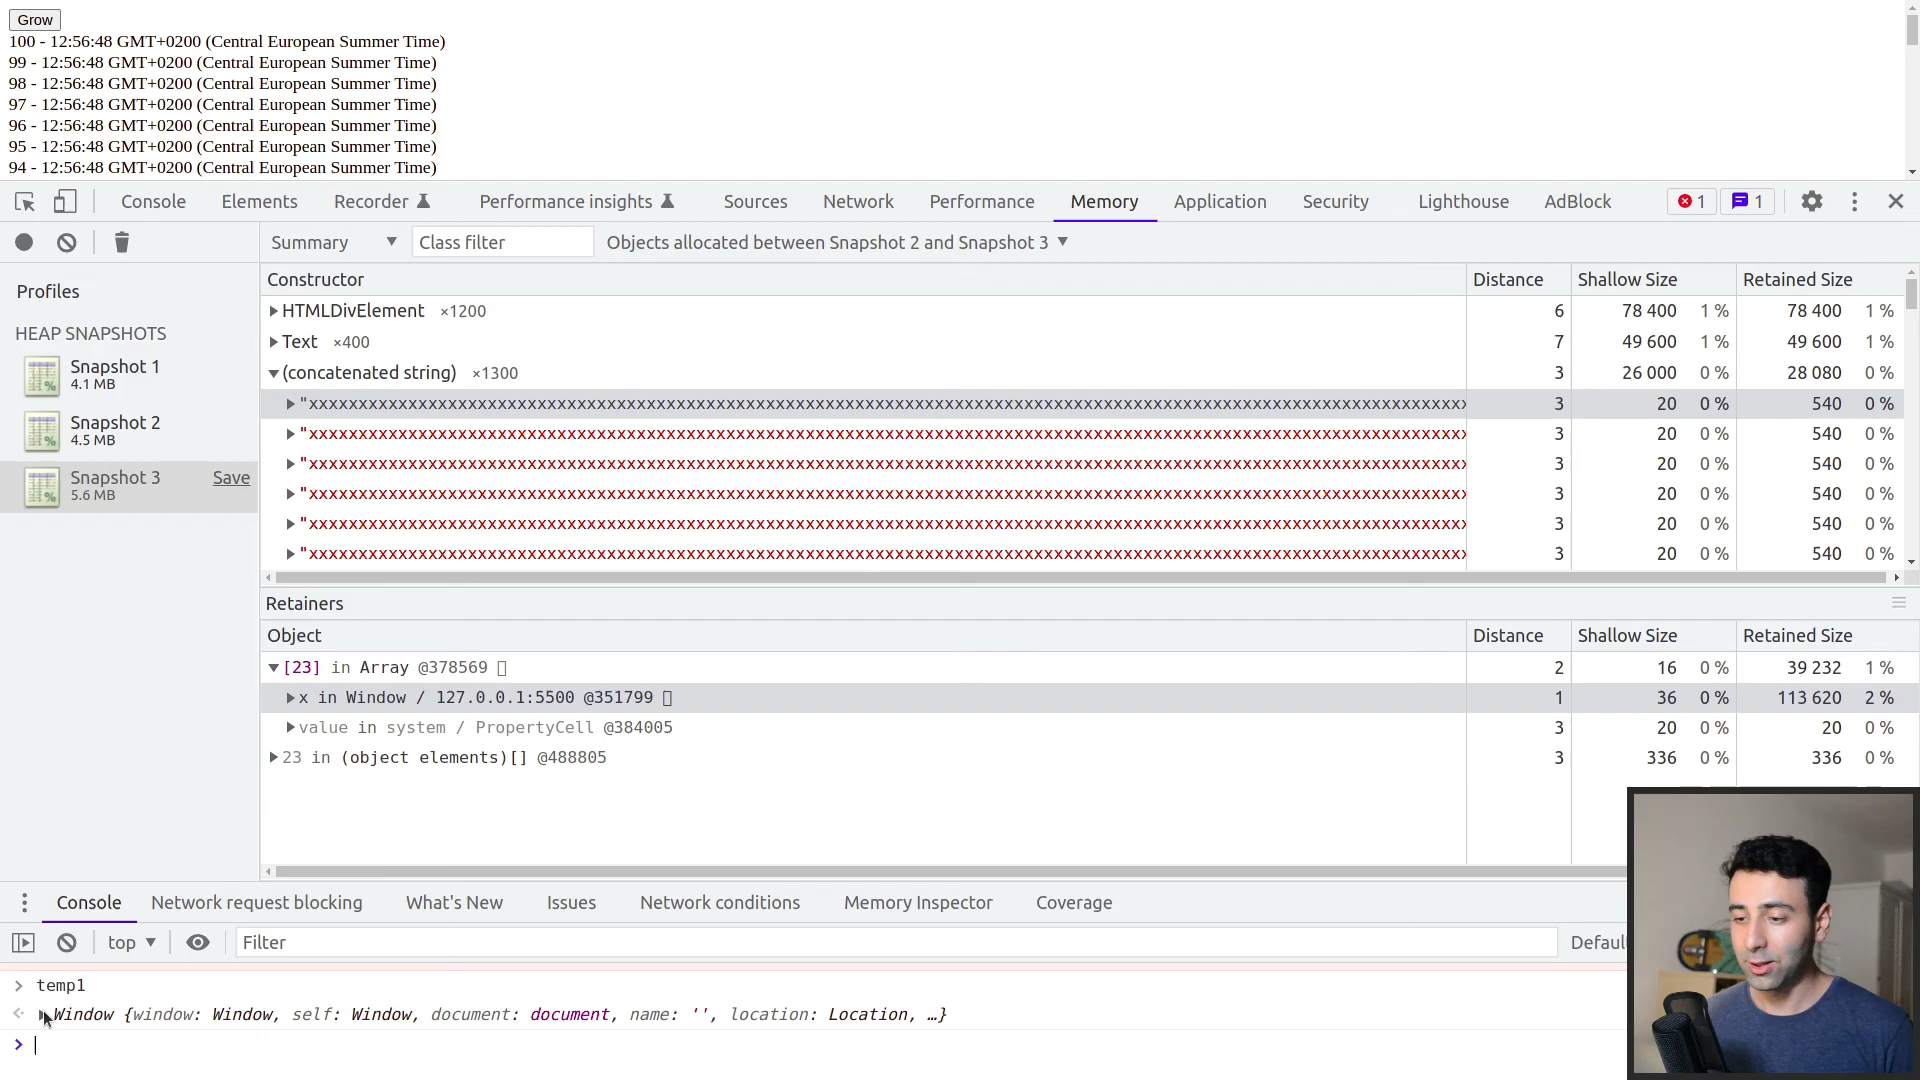 Grow
100 - 12:56:48 GMT+0200 (Central European Summer Time)
99 - 12:56:48 GMT+0200 (Central European Summer Time)
98 - 12:56:48 GMT+0200 (Central European Summer Time)
97 - 12:56:48 GMT+0200 (Central European Summer Time)
96 - 12:56:48 GMT+0200 (Central European Summer Time)
95 - 12:56:48 GMT+0200 (Central European Summer Time)
94 - 12:56:48 GMT+0200 (Central European Summer Time)
Console Elements Recorder Performance insights Sources Network Performance Memory Application Security Lighthouse AdBlock 1 1
Summary Class filter Objects allocated between Snapshot 2 and Snapshot 3
Profiles
HEAP SNAPSHOTS
Snapshot 1
4.1 MB
Snapshot 2
4.5 MB
Snapshot 3 Save
5.6 MB
Constructor Distance Shallow Size Retained Size
HTMLDivElement ×1200 6 78 400 1 % 78 400 1 %
Text ×400 7 49 600 1 % 49 600 1 %
(concatenated string) ×1300 3 26 000 0 % 28 080 0 %
3 20 0 % 540 0 %
3 20 0 % 540 0 %
3 20 0 % 540 0 %
3 20 0 % 540 0 %
3 20 0 % 540 0 %
3 20 0 % 540 0 %
Retainers
Object Distance Shallow Size Retained Size
[23] in Array @378569 2 16 0 % 39 232 1 %
x in Window / 127.0.0.1:5500 @351799 1 36 0 % 113 620 2 %
value in system / PropertyCell @384005 3 20 0 % 20 0 %
23 in (object elements)[] @488805 3 336 0 % 336 0 %
Console Network request blocking What's New Issues Network conditions Memory Inspector Coverage
top Filter
> temp1
Window {window: Window, self: Window, document: document, name: '', location: Location, …}
>